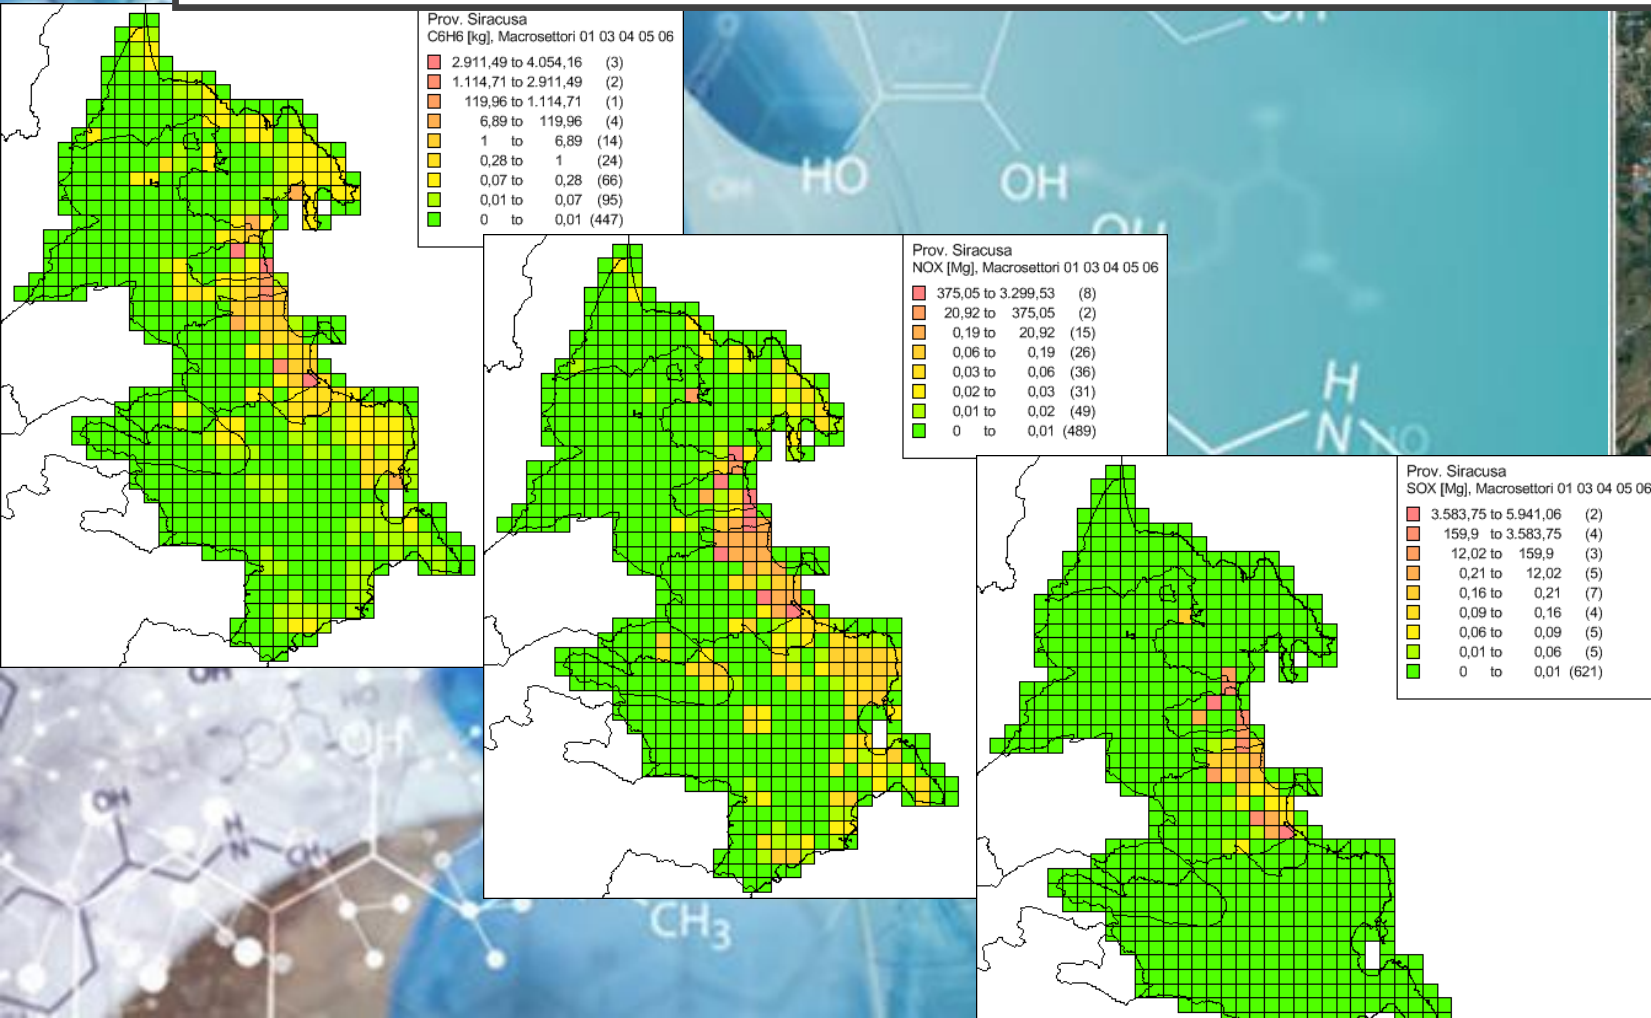 Prov. Siracusa
C6H6 [kg], Macrosettori 01 03 04 05 06
2.911,49 to 4.054,16 (3)
1.114,71 to 2.911,49 (2)
119,96 to 1.114,71 (1)
6,89 to 119,96 (4)
1 to 6,89 (14)
0,28 to 1 (24)
0,07 to 0,28 (66)
0,01 to 0,07 (95)
0 to 0,01 (447)
OH
HO
OH
OH
Prov. Siracusa
NOX [Mg], Macrosettori 01 03 04 05 06
375,05 to 3.299,53 (8)
20,92 to 375,05 (2)
0,19 to 20,92 (15)
0,06 to 0,19 (26)
0,03 to 0,06 (36)
0,02 to 0,03 (31)
0,01 to 0,02 (49)
0 to 0,01 (489)
H
N
HO
Prov. Siracusa
SOX [Mg], Macrosettori 01 03 04 05 06
3.583,75 to 5.941,06 (2)
159,9 to 3.583,75 (4)
12,02 to 159,9 (3)
0,21 to 12,02 (5)
0,16 to 0,21 (7)
0,09 to 0,16 (4)
0,06 to 0,09 (5)
0,01 to 0,06 (5)
0 to 0,01 (621)
OH
OH
OH
H
N
CH3
CH3